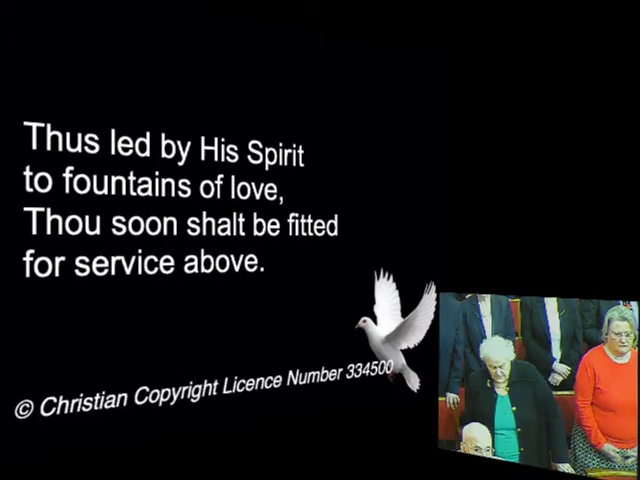 Thus led by His Spirit
to fountains of love,
Thou soon shalt be fitted
for service above.
© Christian Copyright Licence Number 334500